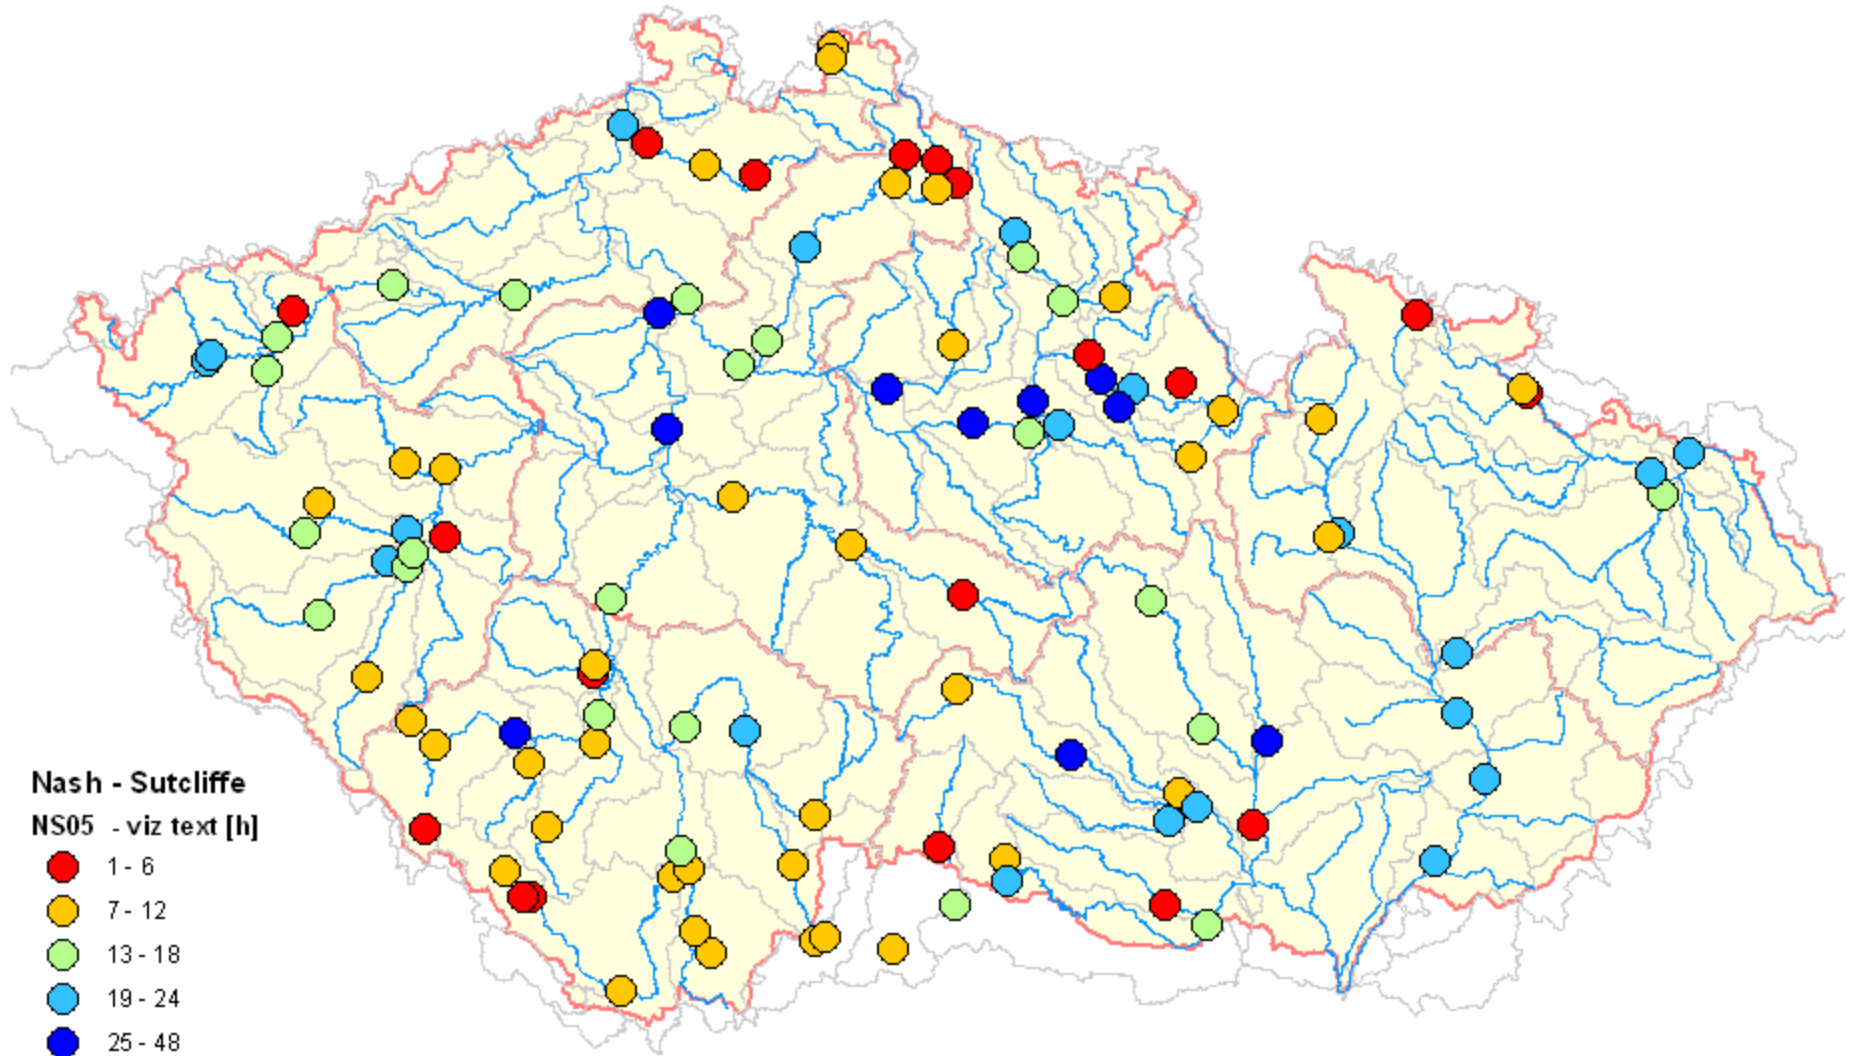 Nash - Sutcliffe
NS05 - viz text [h]
1 - 6
7 - 12
13 - 18
19 - 24
25 - 48